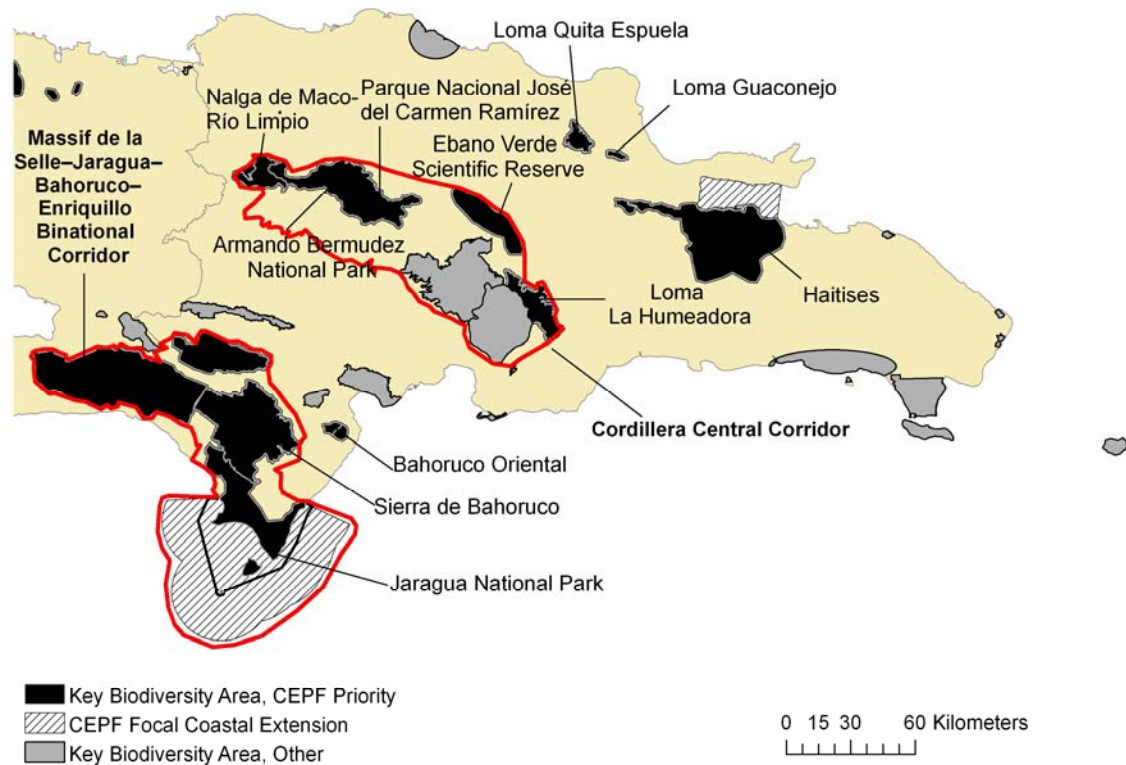 Loma Quita Espuela
Loma Guaconejo
Nalga de Maco-
Río Limpio
Parque Nacional José
del Carmen Ramírez
Ebano Verde
Scientific Reserve
Massif de la
Selle–Jaragua–
Bahoruco–
Enriquillo
Binational
Corridor
Armando Bermudez
National Park
Loma
La Humeadora
Haitises
Cordillera Central Corridor
Bahoruco Oriental
Sierra de Bahoruco
Jaragua National Park
Key Biodiversity Area, CEPF Priority
CEPF Focal Coastal Extension
Key Biodiversity Area, Other
0 15 30 60 Kilometers